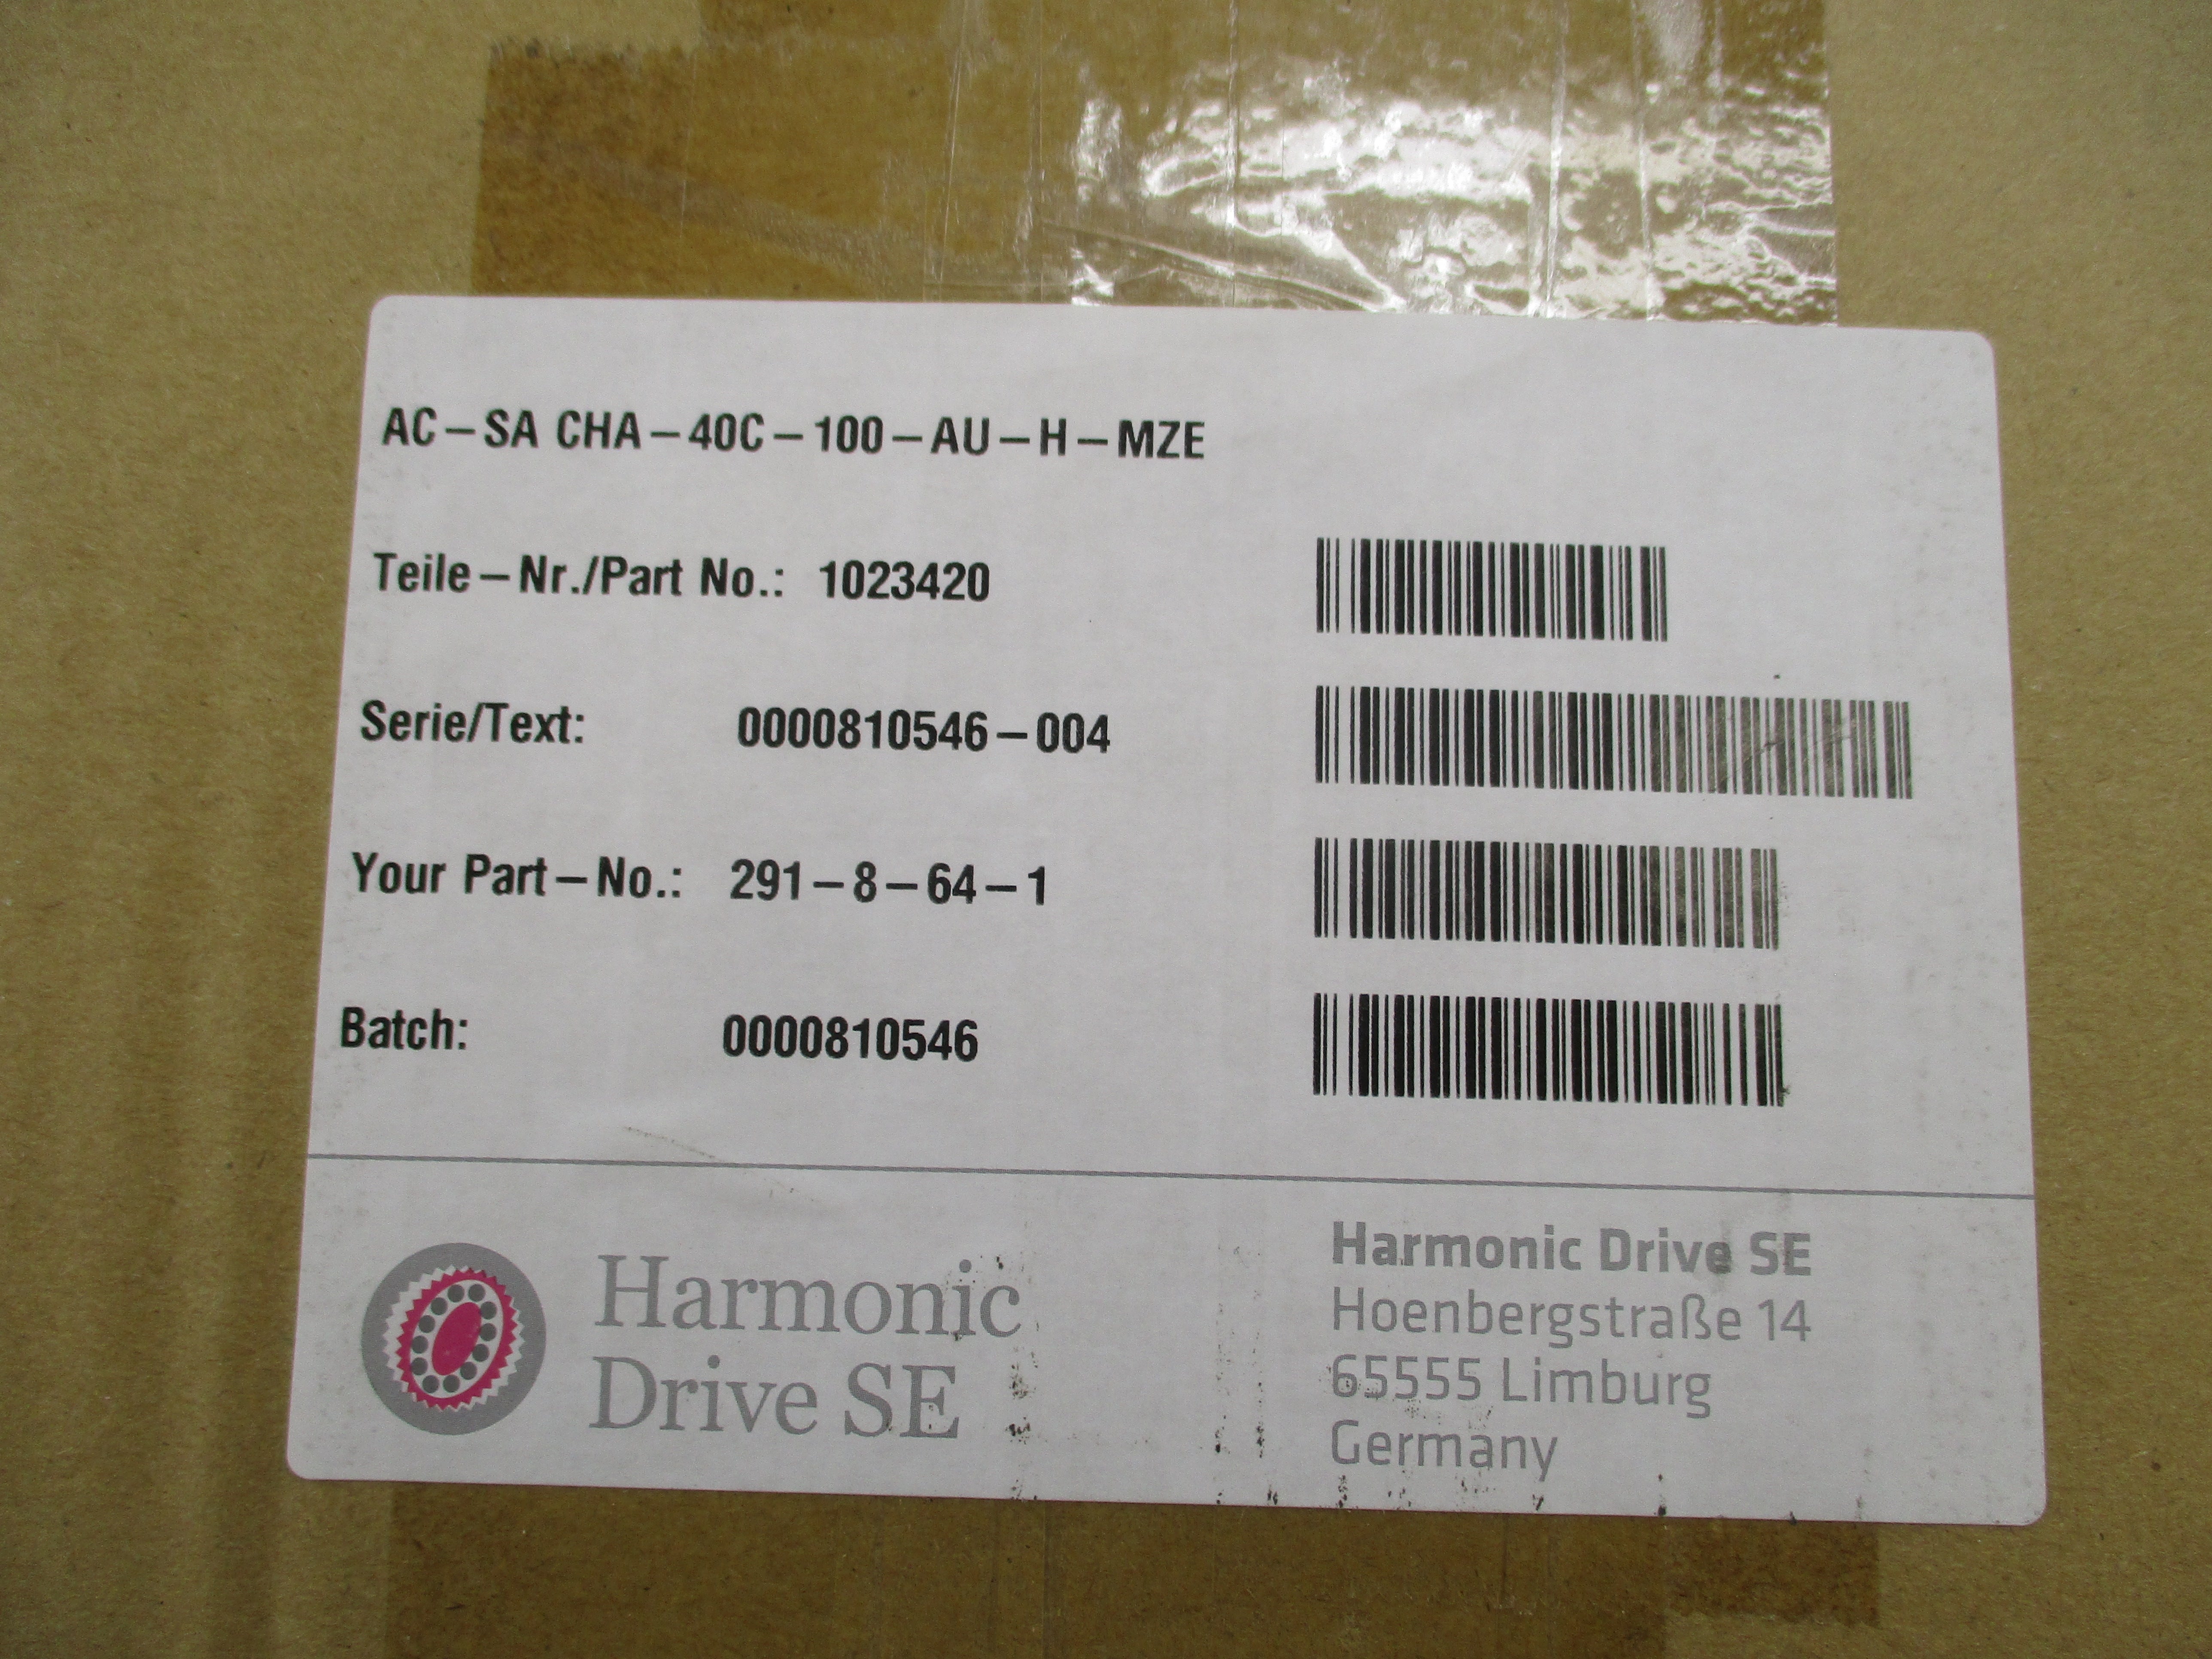 AC-SA CHA-40C-100-AU-H-MZE
Teile-Nr./Part No.: 1023420
Serie/Text: 0000810546-004
Your Part-No.: 291-8-64-1
Batch: 0000810546
Harmonic
Drive SE
Harmonic Drive SE
Hoenbergstraße 14
65555 Limburg
Germany